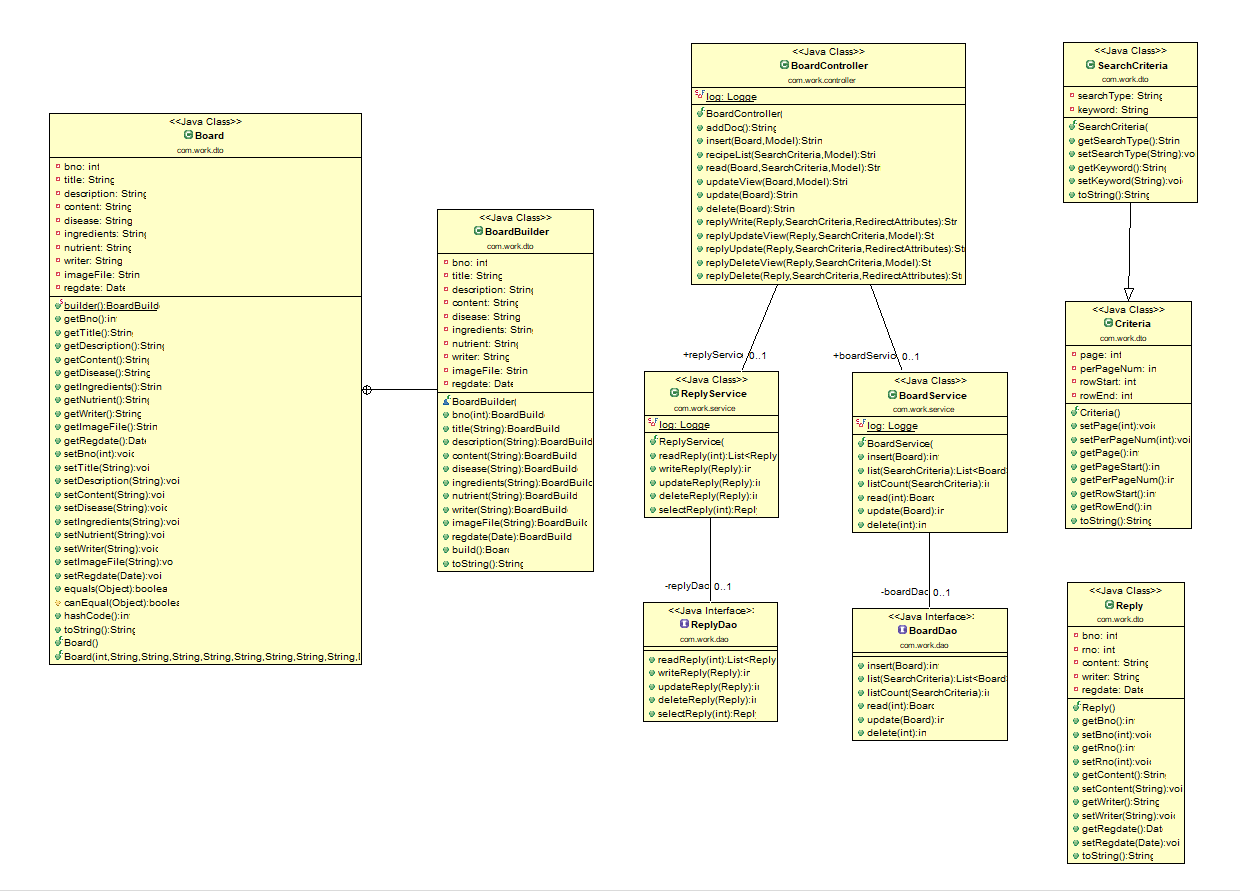 <<Java Class>>
Board
com.work.dto
bno: int
title: String
description: String
content: String
disease: String
ingredients: String
nutrient: String
writer: String
imageFile: Strin
regdate: Date
builder():BoardBuild
getBno():in
getTitle():String
getDescription():String
getContent():String
getDisease():String
getIngredients():Strin
getNutrient():String
getWriter():String
getImageFile():Strin
getRegdate():Date
setBno(int):void
setTitle(String):voi
setDescription(String):voi
setContent(String):voi
setDisease(String):void
setIngredients(String):voi
setNutrient(String):voi
setWriter(String):void
setImageFile(String):vo
setRegdate(Date):voi
equals(Object):boolea
canEqual(Object):boolea
hashCode():in
toString():String
Board()
Board(int,String,String,String,String,String,String,String,String,I
<<Java Class>>
BoardBuilder
com.work.dto
bno: int
title: String
description: String
content: String
disease: String
ingredients: String
nutrient: String
writer: String
imageFile: Strin
regdate: Date
BoardBuilder(
bno(int):BoardBuild
title(String):BoardBuild
description(String):BoardBuild
content(String):BoardBuild
disease(String):BoardBuild
ingredients(String):BoardBuild
nutrient(String):BoardBuild
writer(String):BoardBuild
imageFile(String):BoardBuild
regdate(Date):BoardBuild
build():Board
toString():String
<<Java Class>>
BoardController
com.work.controller
log: Logge
BoardController(
addDoc():String
insert(Board,Model):Strin
recipeList(SearchCriteria,Model):Stri
read(Board,SearchCriteria,Model):Str
updateView(Board,Model):Stri
update(Board):Strin
delete(Board):Strin
replyWrite(Reply,SearchCriteria,RedirectAttributes):Str
replyUpdateView(Reply,SearchCriteria,Model):St
replyUpdate(Reply,SearchCriteria,RedirectAttributes):St
replyDeleteView(Reply,SearchCriteria,Model):St
replyDelete(Reply,SearchCriteria,RedirectAttributes):St
+replyService 0..1
+boardService 0..1
<<Java Class>>
ReplyService
com.work.service
log: Logge
ReplyService(
readReply(int):List<Reply
writeReply(Reply):in
updateReply(Reply):i
deleteReply(Reply):i
selectReply(int):Repl
-replyDao 0..1
<<Java Interface>>
ReplyDao
com.work.dao
readReply(int):List<Reply
writeReply(Reply):in
updateReply(Reply):i
deleteReply(Reply):i
selectReply(int):Repl
<<Java Class>>
BoardService
com.work.service
log: Logge
BoardService(
insert(Board):in
list(SearchCriteria):List<Board
listCount(SearchCriteria):i
read(int):Board
update(Board):in
delete(int):in
-boardDao 0..1
<<Java Interface>>
BoardDao
com.work.dao
insert(Board):in
list(SearchCriteria):List<Board
listCount(SearchCriteria):i
read(int):Board
update(Board):in
delete(int):in
<<Java Class>>
SearchCriteria
com.work.dto
searchType: String
keyword: String
SearchCriteria(
getSearchType():Strin
setSearchType(String):vo
getKeyword():String
setKeyword(String):voi
toString():String
<<Java Class>>
Criteria
com.work.dto
page: int
perPageNum: in
rowStart: int
rowEnd: int
Criteria()
setPage(int):void
setPerPageNum(int):voi
getPage():in
getPageStart():in
getPerPageNum():in
getRowStart():in
getRowEnd():in
toString():String
<<Java Class>>
Reply
com.work.dto
bno: int
rno: int
content: String
writer: String
regdate: Date
Reply()
getBno():in
setBno(int):void
getRno():in
setRno(int):void
getContent():Strin
setContent(String):voi
getWriter():String
setWriter(String):void
getRegdate():Dat
setRegdate(Date):voi
toString():String